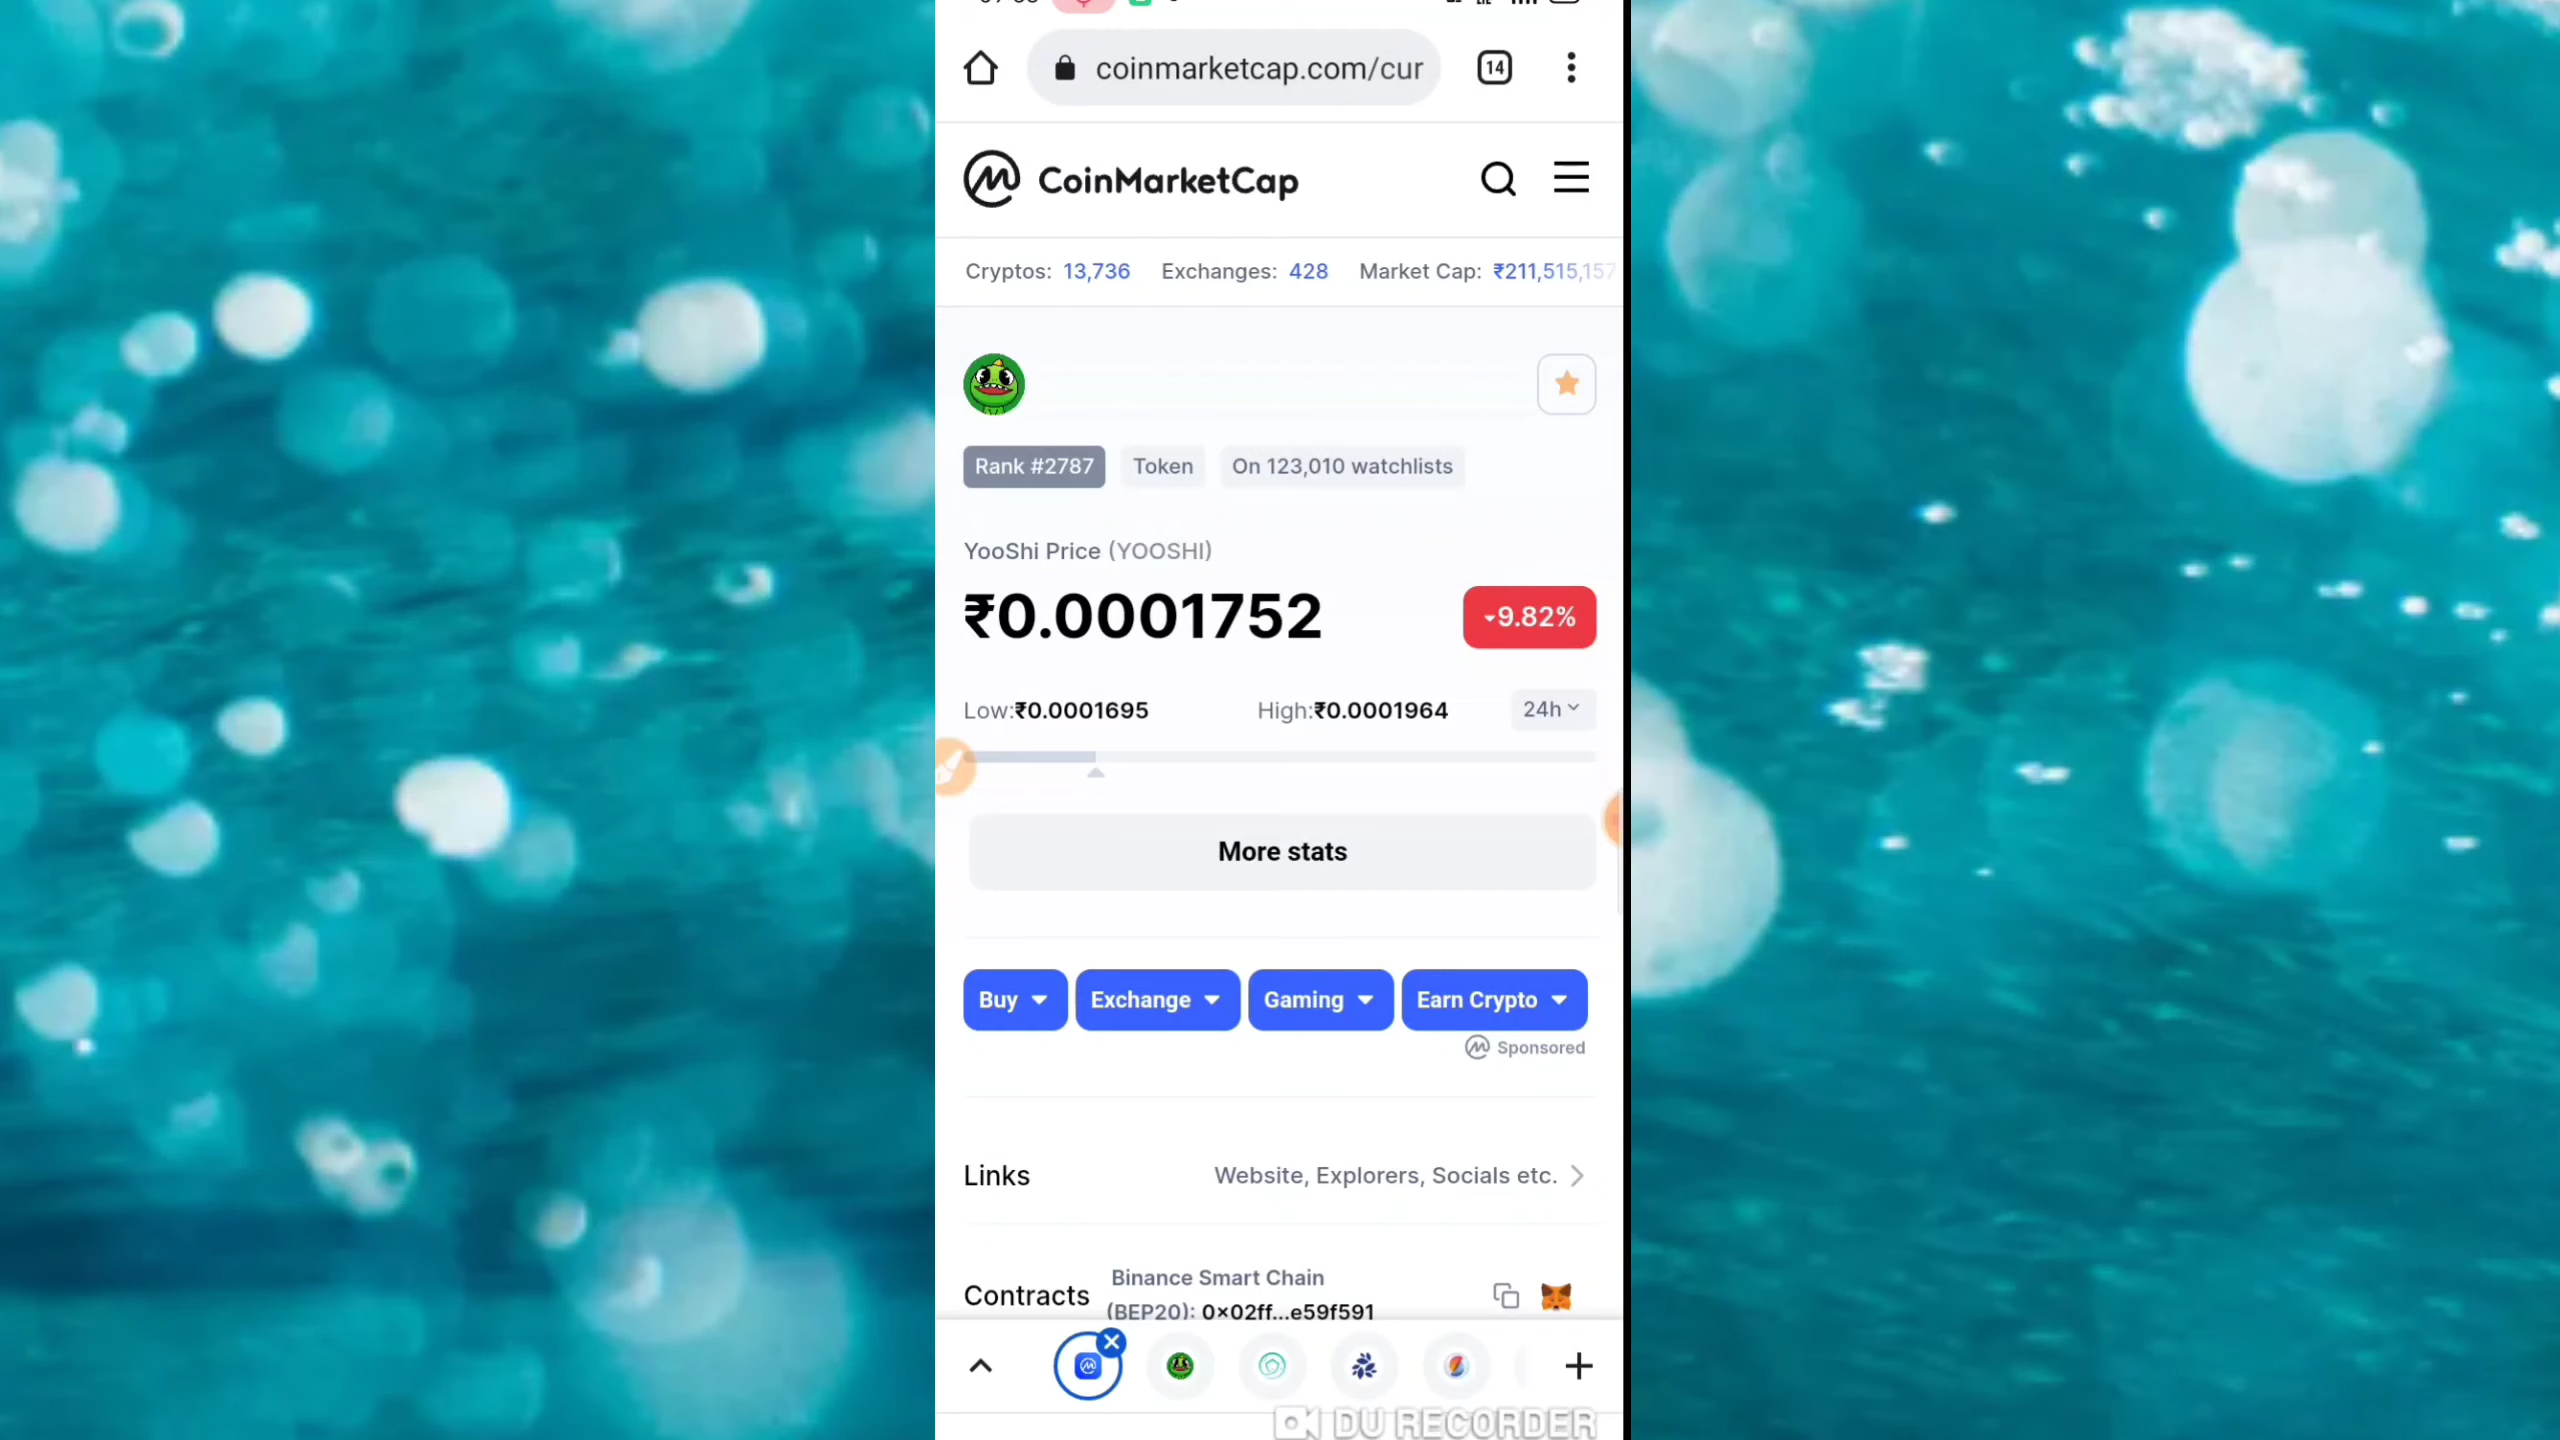 coinmarketcap.com/cur
14
CoinMarketCap
Cryptos: 13,736 Exchanges: 428 Market Cap: ₹211,515,157
Rank #2787 Token On 123,010 watchlists
YooShi Price (YOOSHI)
₹0.0001752 9.82%
Low:₹0.0001695 High:₹0.0001964 24h
More stats
Buy Exchange Gaming Earn Crypto
Sponsored
Links Website, Explorers, Socials etc.
Contracts Binance Smart Chain
(BEP20): 0x02ff...e59f591
DU RECORDER